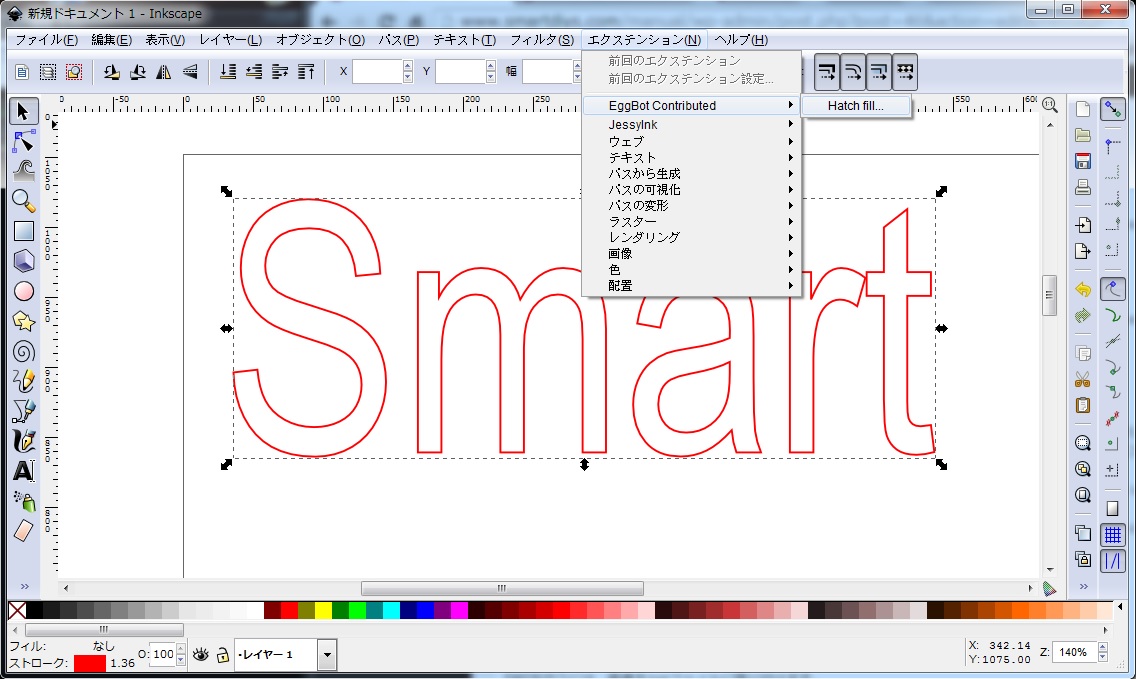 新規ドキュメント 1 - Inkscape
ファイル(F) 編集(E) 表示(V) レイヤー(L) オブジェクト(O) パス(P) テキスト(T) フィルタ(S) エクステンション(N) ヘルプ(H)
X Y 幅
前回のエクステンション
前回のエクステンション設定...
EggBot Contributed
Hatch fill...
JessyInk
ウェブ
テキスト
パスから生成
パスの可視化
パスの変形
ラスター
レンダリング
画像
色
配置
-50 0 50 100 150 200 250 550
1050
1000
950
900
850
800
Smart
フィル: なし
ストローク: 1.36
O: 100
・レイヤー 1
X: 342.14
Y: 1075.00
Z: 140%